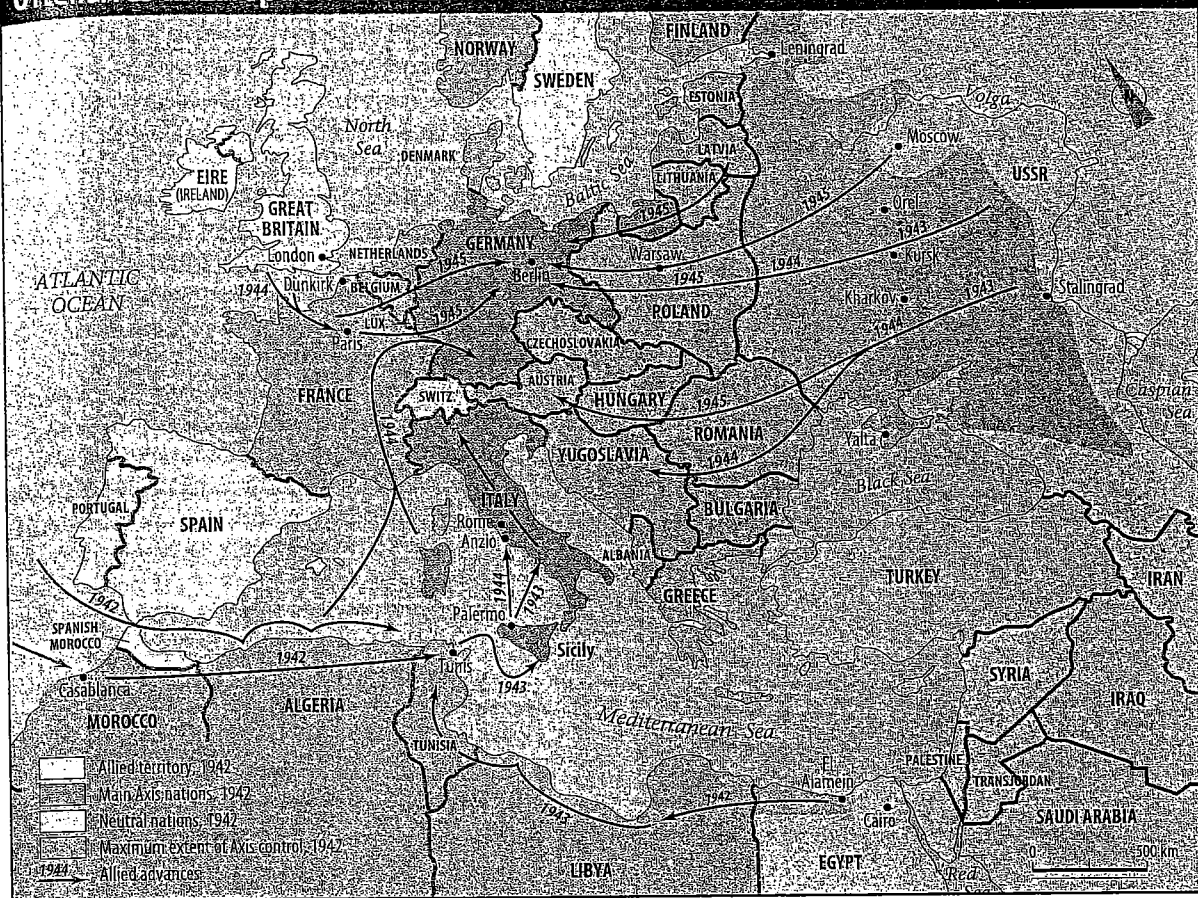 NORWAY
FINLAND
Leningrad
SWEDEN
ESTONIA
North
Sea
Volga
Moscow
DENMARK
LATVIA
EIRE
(IRELAND)
Baltic Sea
LITHUANIA
USSR
1945
1945
Orel
GREAT
BRITAIN
1943
London
NETHERLANDS
GERMANY
1945
Berlin
Warsaw
1945
1944
Kursk
ATLANTIC
OCEAN
1944
Dunkirk
BELGIUM
Kharkov
1943
Stalingrad
LUX.
1945
POLAND
1944
Paris
CZECHOSLOVAKIA
FRANCE
SWITZ.
AUSTRIA
HUNGARY
1945
Caspian
Sea
1944
ROMANIA
Yalta
YUGOSLAVIA
1944
Black Sea
PORTUGAL
SPAIN
ITALY
Rome
Anzio
BULGARIA
ALBANIA
TURKEY
IRAN
1942
1944
1943
GREECE
Palermo
SPANISH
MOROCCO
Sicily
1942
Tunis
1943
SYRIA
Casablanca
ALGERIA
IRAQ
MOROCCO
Mediterranean Sea
TUNISIA
PALESTINE
El
Alamein
TRANSJORDAN
1942
1943
Cairo
SAUDI ARABIA
LIBYA
EGYPT
Red
0 500 km
Allied territory, 1942
Main Axis nations, 1942
Neutral nations, 1942
Maximum extent of Axis control, 1942
1944 Allied advances
N